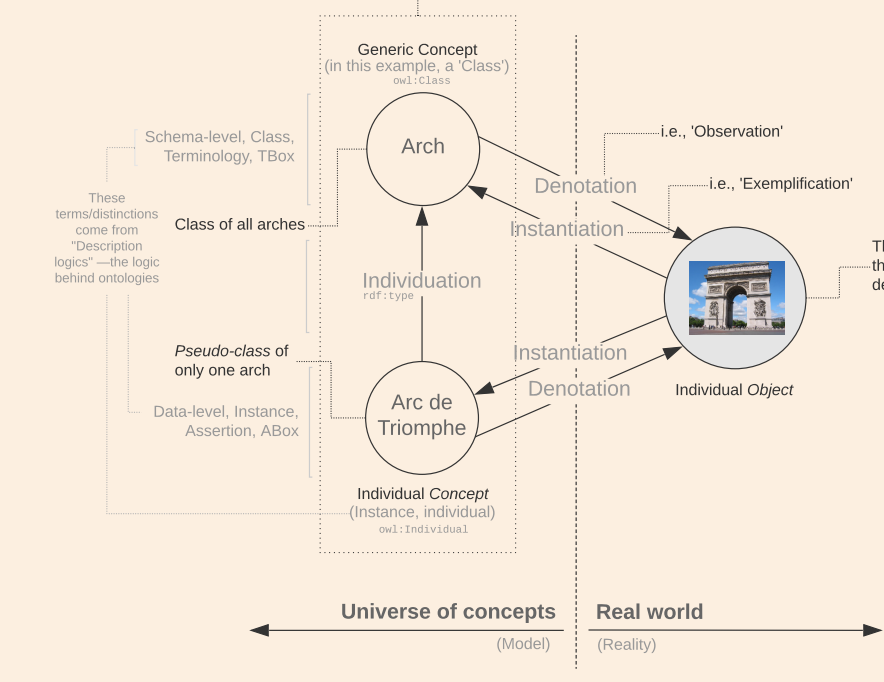 Generic Concept
(in this example, a 'Class')
owl:Class
Arch
Schema-level, Class,
Terminology, TBox
i.e., 'Observation'
Denotation
i.e., 'Exemplification'
These
terms/distinctions
come from
"Description
logics" —the logic
behind ontologies
Class of all arches
Instantiation
Individuation
rdf:type
Pseudo-class of
only one arch
Instantiation
Denotation
Individual Object
Arc de
Triomphe
Data-level, Instance,
Assertion, ABox
Individual Concept
(Instance, individual)
owl:Individual
Universe of concepts
(Model)
Real world
(Reality)